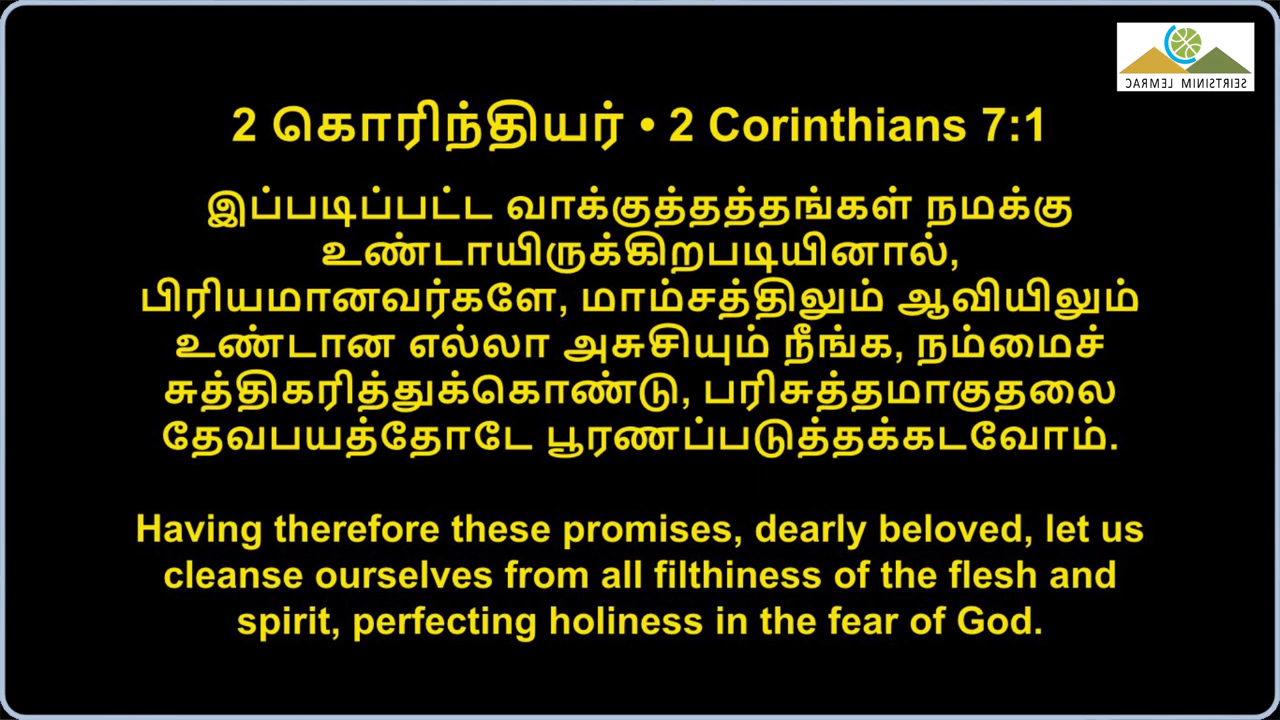 CARMEL MINISTRIES
2 கொரிந்தியர் • 2 Corinthians 7:1
இப்படிப்பட்ட வாக்குத்தத்தங்கள் நமக்கு
உண்டாயிருக்கிறபடியினால்,
பிரியமானவர்களே, மாம்சத்திலும் ஆவியிலும்
உண்டான எல்லா அசுசியும் நீங்க, நம்மைச்
சுத்திகரித்துக்கொண்டு, பரிசுத்தமாகுதலை
தேவபயத்தோடே பூரணப்படுத்தக்கடவோம்.
Having therefore these promises, dearly beloved, let us
cleanse ourselves from all filthiness of the flesh and
spirit, perfecting holiness in the fear of God.